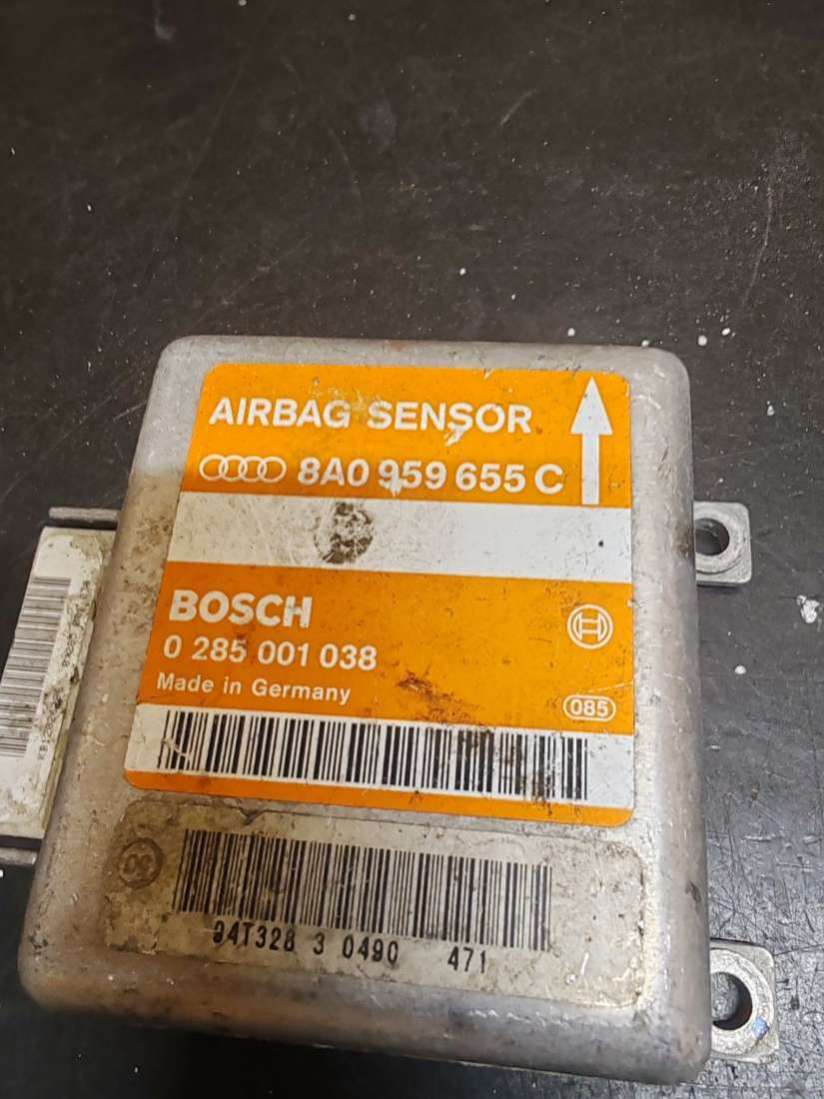 AIRBAG SENSOR
8A0 959 655 C
BOSCH
0 285 001 038
Made in Germany
085
94T328 3 0490 471